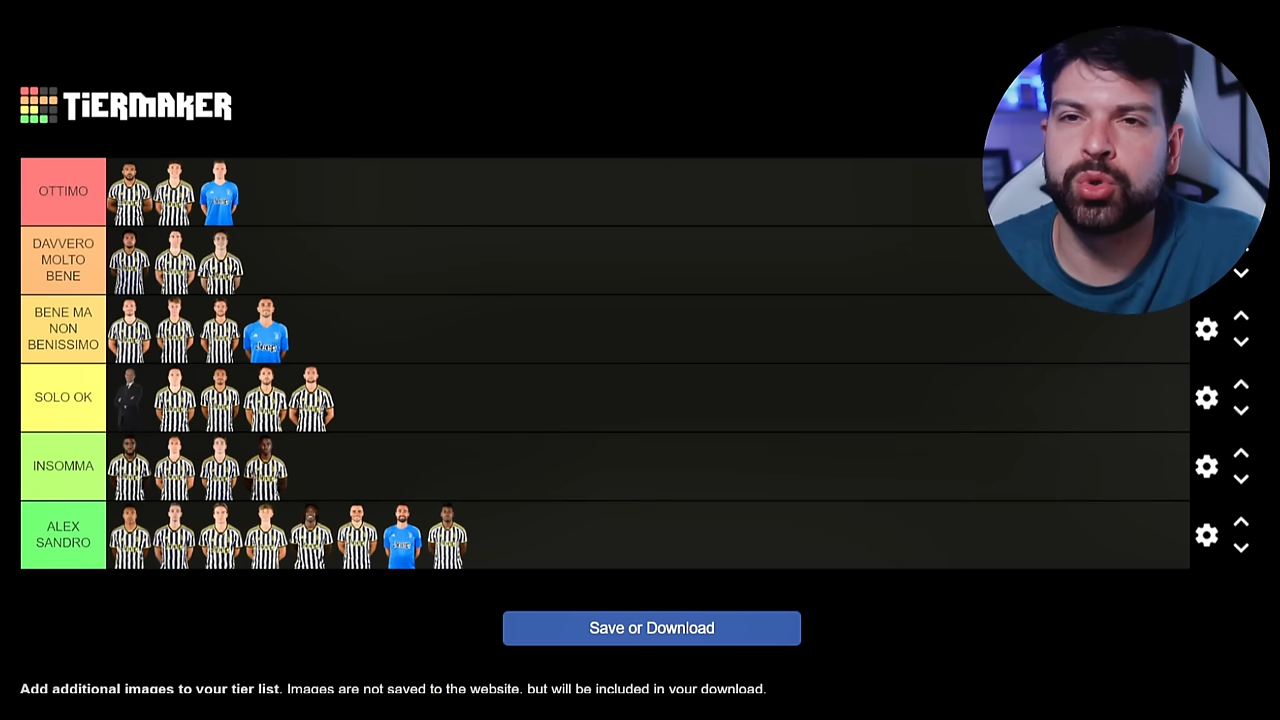 TiERMAKER
OTTIMO
DAVVERO
MOLTO
BENE
BENE MA
NON
BENISSIMO
SOLO OK
INSOMMA
ALEX
SANDRO
Save or Download
Add additional images to your tier list. Images are not saved to the website, but will be included in your download.